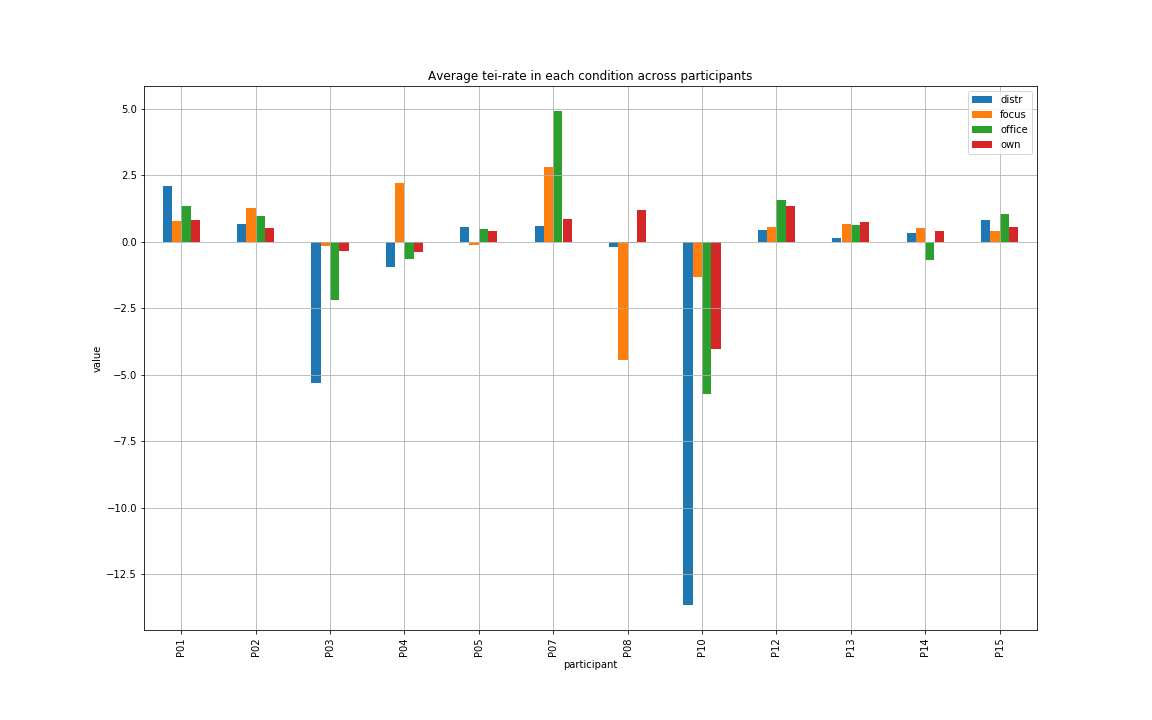 Average tei-rate in each condition across participants
distr
focus
office
own
5.0
2.5
0.0
−2.5
−5.0
−7.5
−10.0
−12.5
value
P01
P02
P03
P04
P05
P07
P08
P10
P12
P13
P14
P15
participant